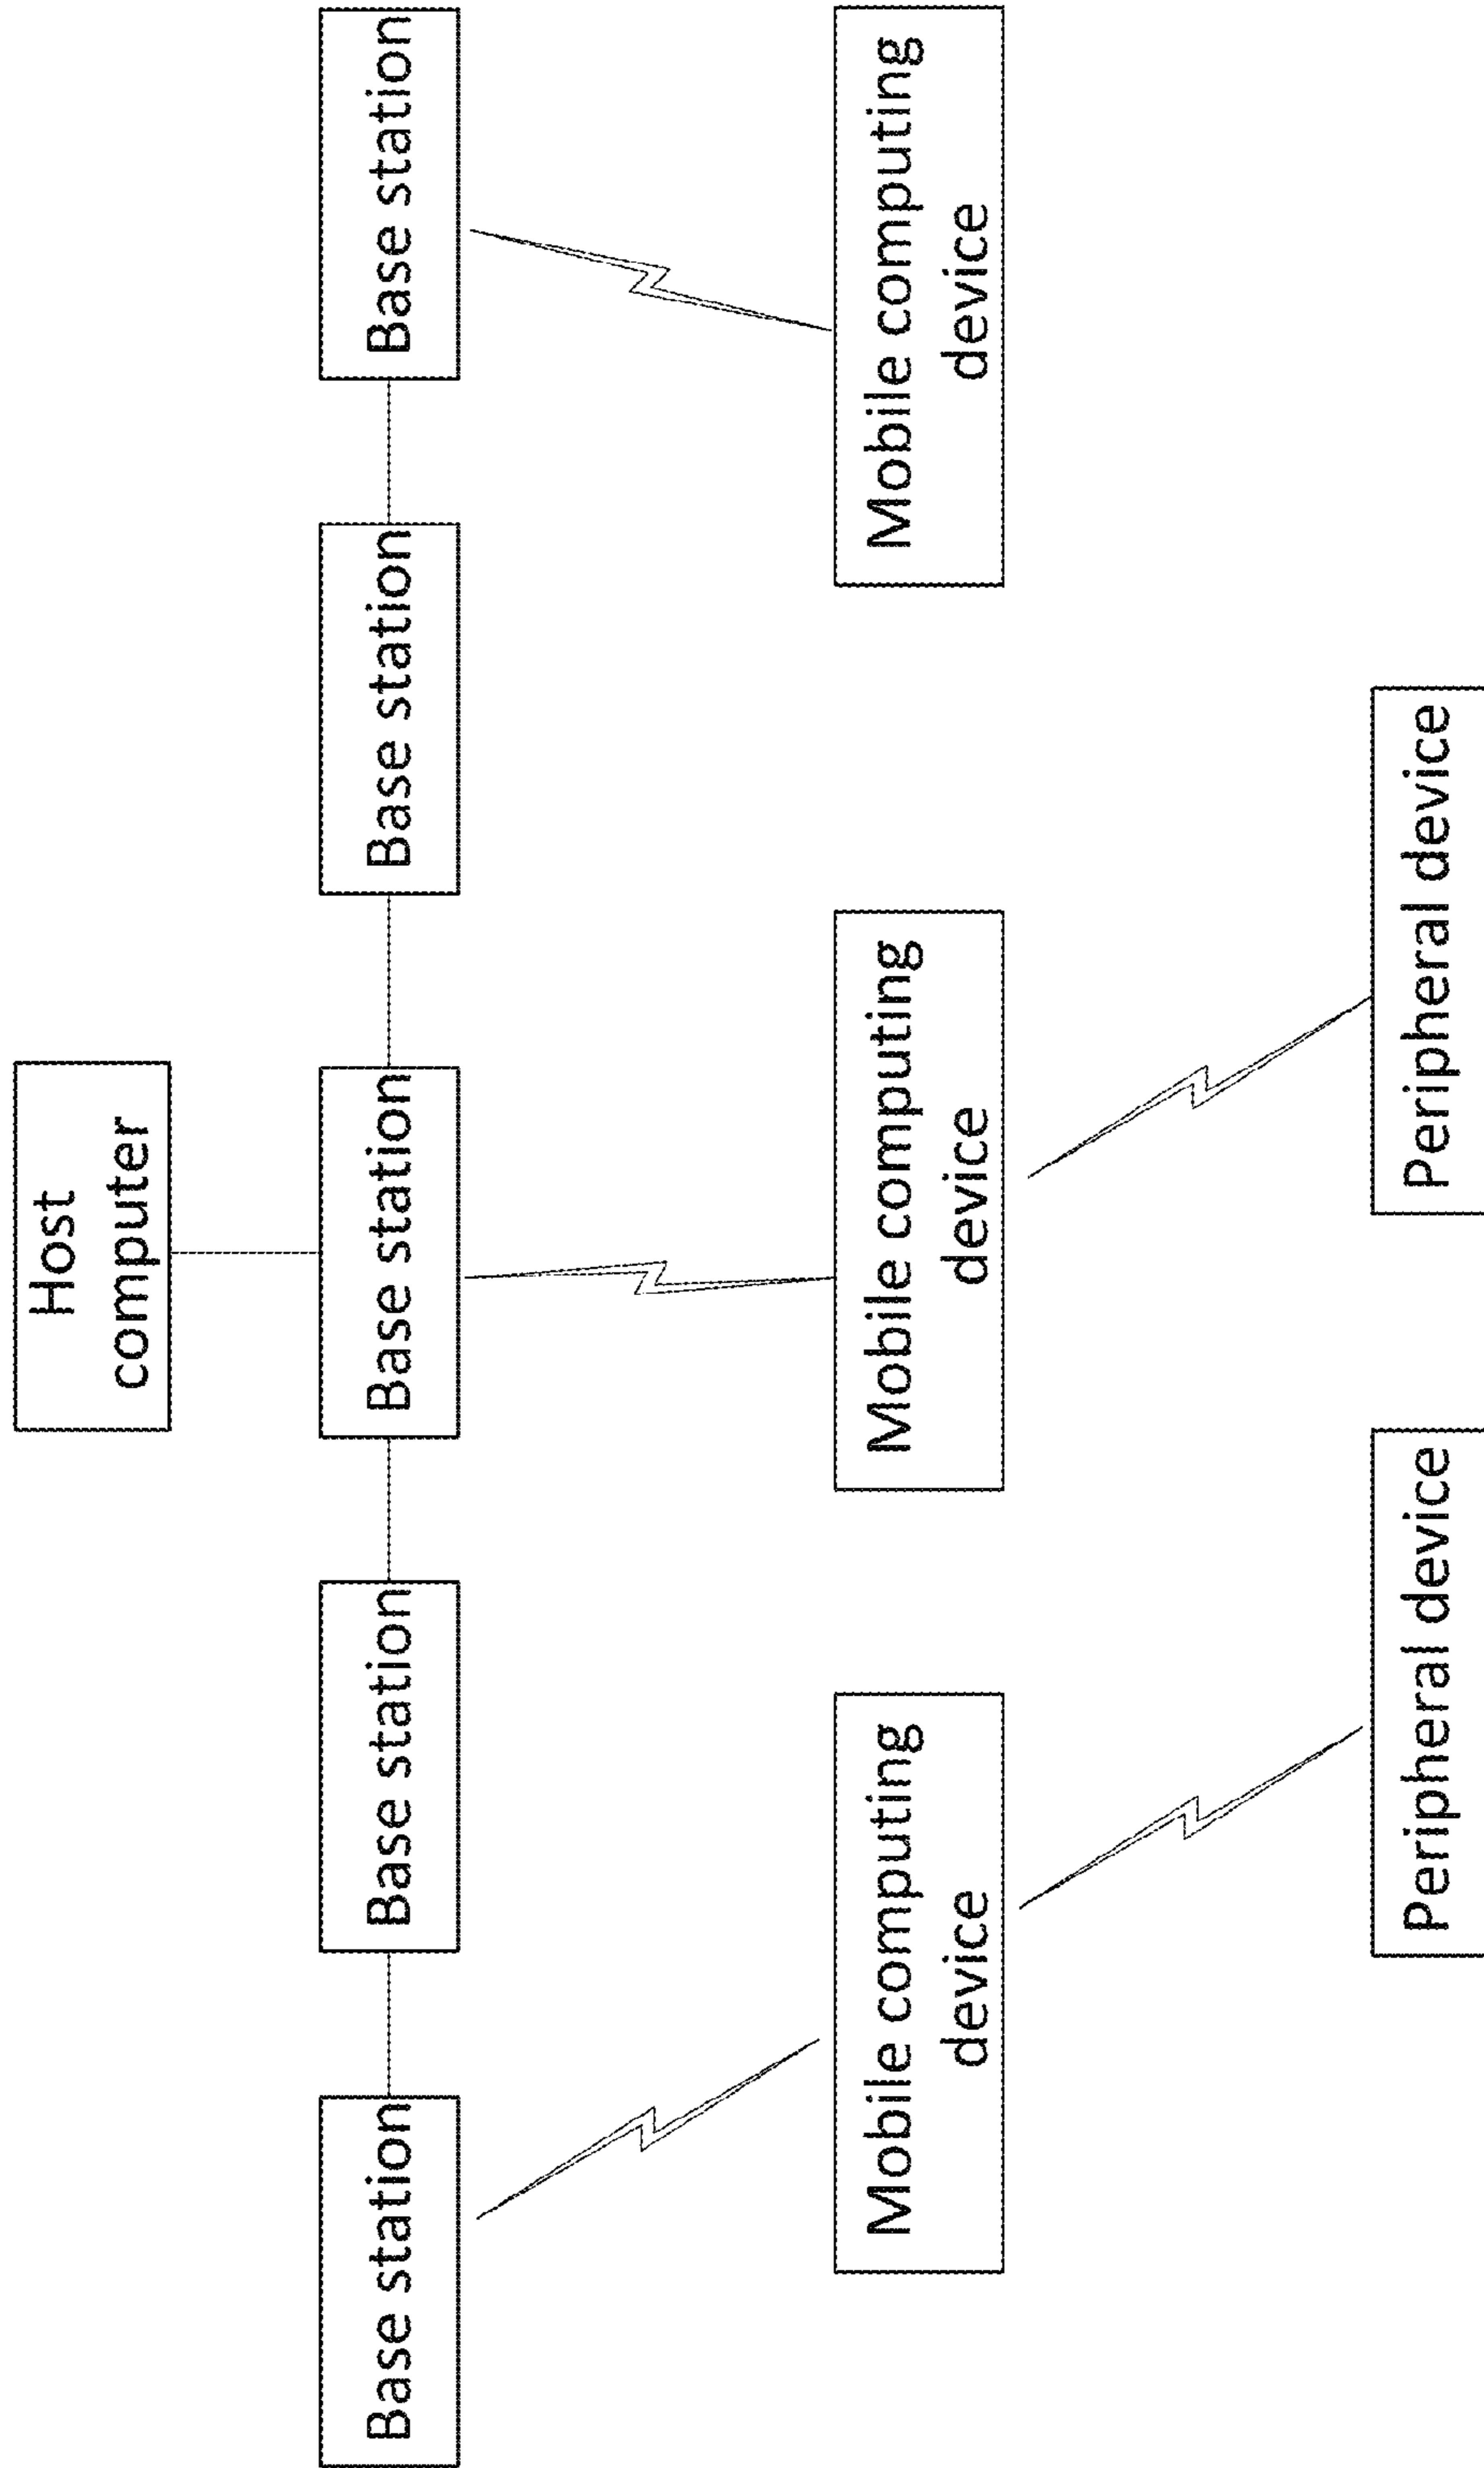 Host
computer
Base station
Base station
Base station
Base station
Base station
Mobile computing
device
Mobile computing
device
Mobile computing
device
Peripheral device
Peripheral device